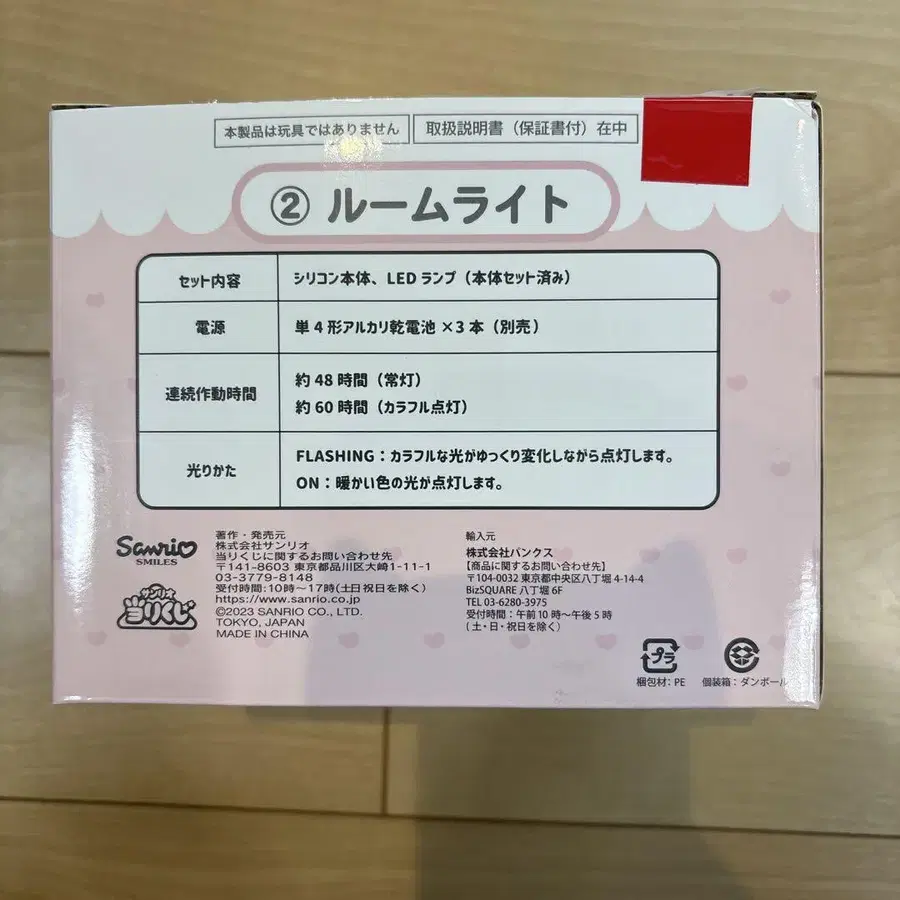 本製品は玩具ではありません
取扱説明書（保証書付）在中
② ルームライト
セット内容
シリコン本体、LEDランプ（本体セット済み）
電源
単4形アルカリ乾電池×3本（別売）
連続作動時間
約48時間（常灯）
約60時間（カラフル点灯）
光りかた
FLASHING：カラフルな光がゆっくり変化しながら点灯します。
ON：暖かい色の光が点灯します。
Sanrio
SMILES
サンリオ
当りくじ
著作・発売元
株式会社サンリオ
当りくじに関するお問い合わせ先
〒141-8603 東京都品川区大崎1-11-1
03-3779-8148
受付時間：10時〜17時（土日祝日を除く）
https://www.sanrio.co.jp
©2023 SANRIO CO., LTD.
TOKYO, JAPAN
MADE IN CHINA
輸入元
株式会社バンクス
【商品に関するお問い合わせ先】
〒104-0032 東京都中央区八丁堀4-14-4
BizSQUARE 八丁堀 6F
TEL 03-6280-3975
受付時間：午前10時〜午後5時
（土・日・祝日を除く）
プラ
梱包材：PE
個装箱：ダンボール